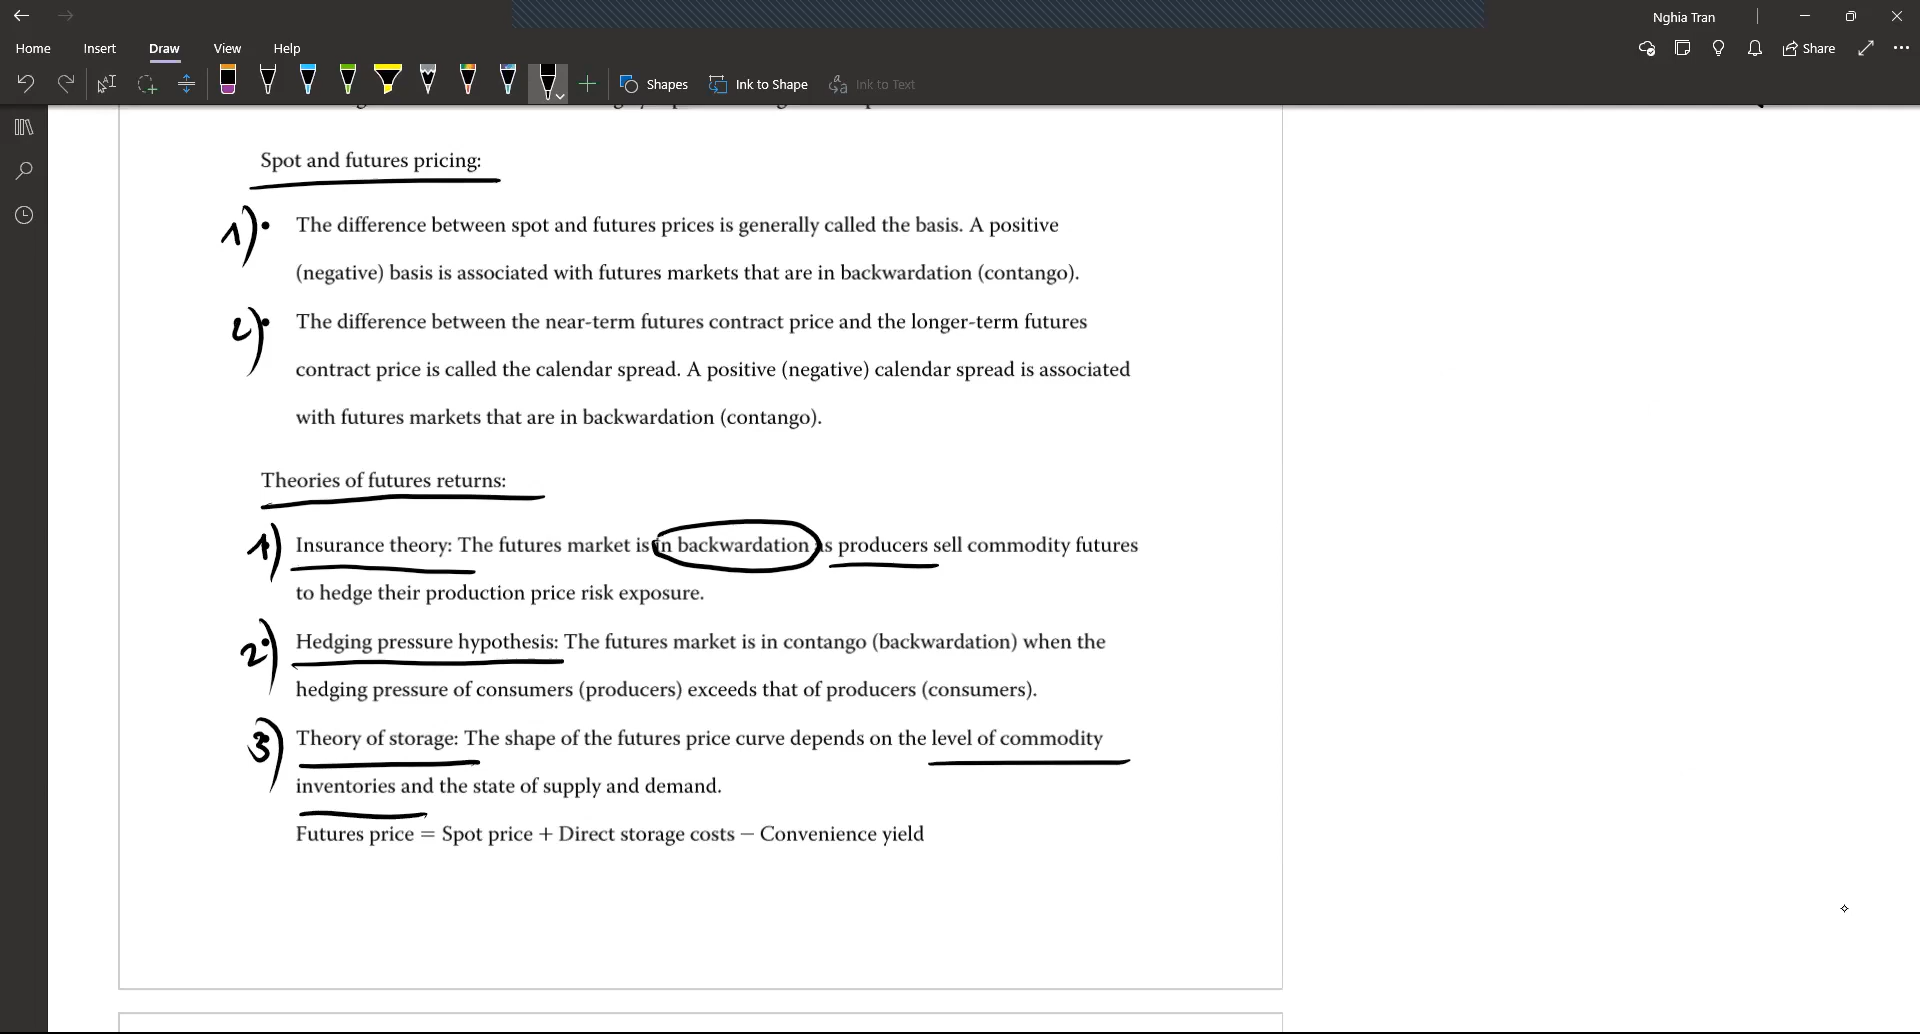 Nghia Tran
Home Insert Draw View Help
Share
Shapes Ink to Shape Ink to Text
Spot and futures pricing:
1) • The difference between spot and futures prices is generally called the basis. A positive
(negative) basis is associated with futures markets that are in backwardation (contango).
2) • The difference between the near-term futures contract price and the longer-term futures
contract price is called the calendar spread. A positive (negative) calendar spread is associated
with futures markets that are in backwardation (contango).
Theories of futures returns:
1) Insurance theory: The futures market is in backwardation as producers sell commodity futures
to hedge their production price risk exposure.
2) Hedging pressure hypothesis: The futures market is in contango (backwardation) when the
hedging pressure of consumers (producers) exceeds that of producers (consumers).
3) Theory of storage: The shape of the futures price curve depends on the level of commodity
inventories and the state of supply and demand.
Futures price = Spot price + Direct storage costs − Convenience yield